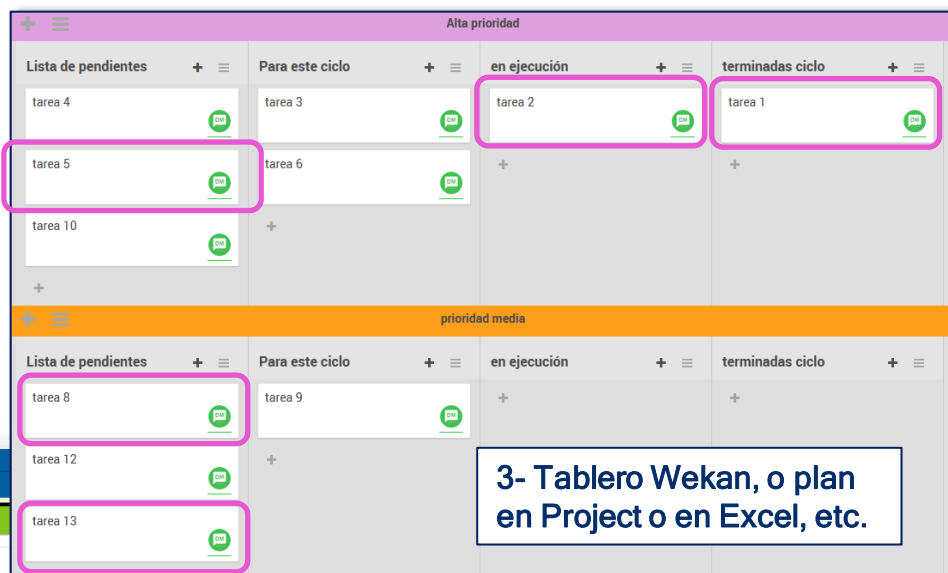 Alta prioridad
Lista de pendientes
Para este ciclo
en ejecución
terminadas ciclo
tarea 4
DM
tarea 3
DM
tarea 2
DM
tarea 1
DM
tarea 5
DM
tarea 6
DM
tarea 10
DM
prioridad media
Lista de pendientes
Para este ciclo
en ejecución
terminadas ciclo
tarea 8
DM
tarea 9
DM
tarea 12
DM
tarea 13
DM
3- Tablero Wekan, o plan
en Project o en Excel, etc.